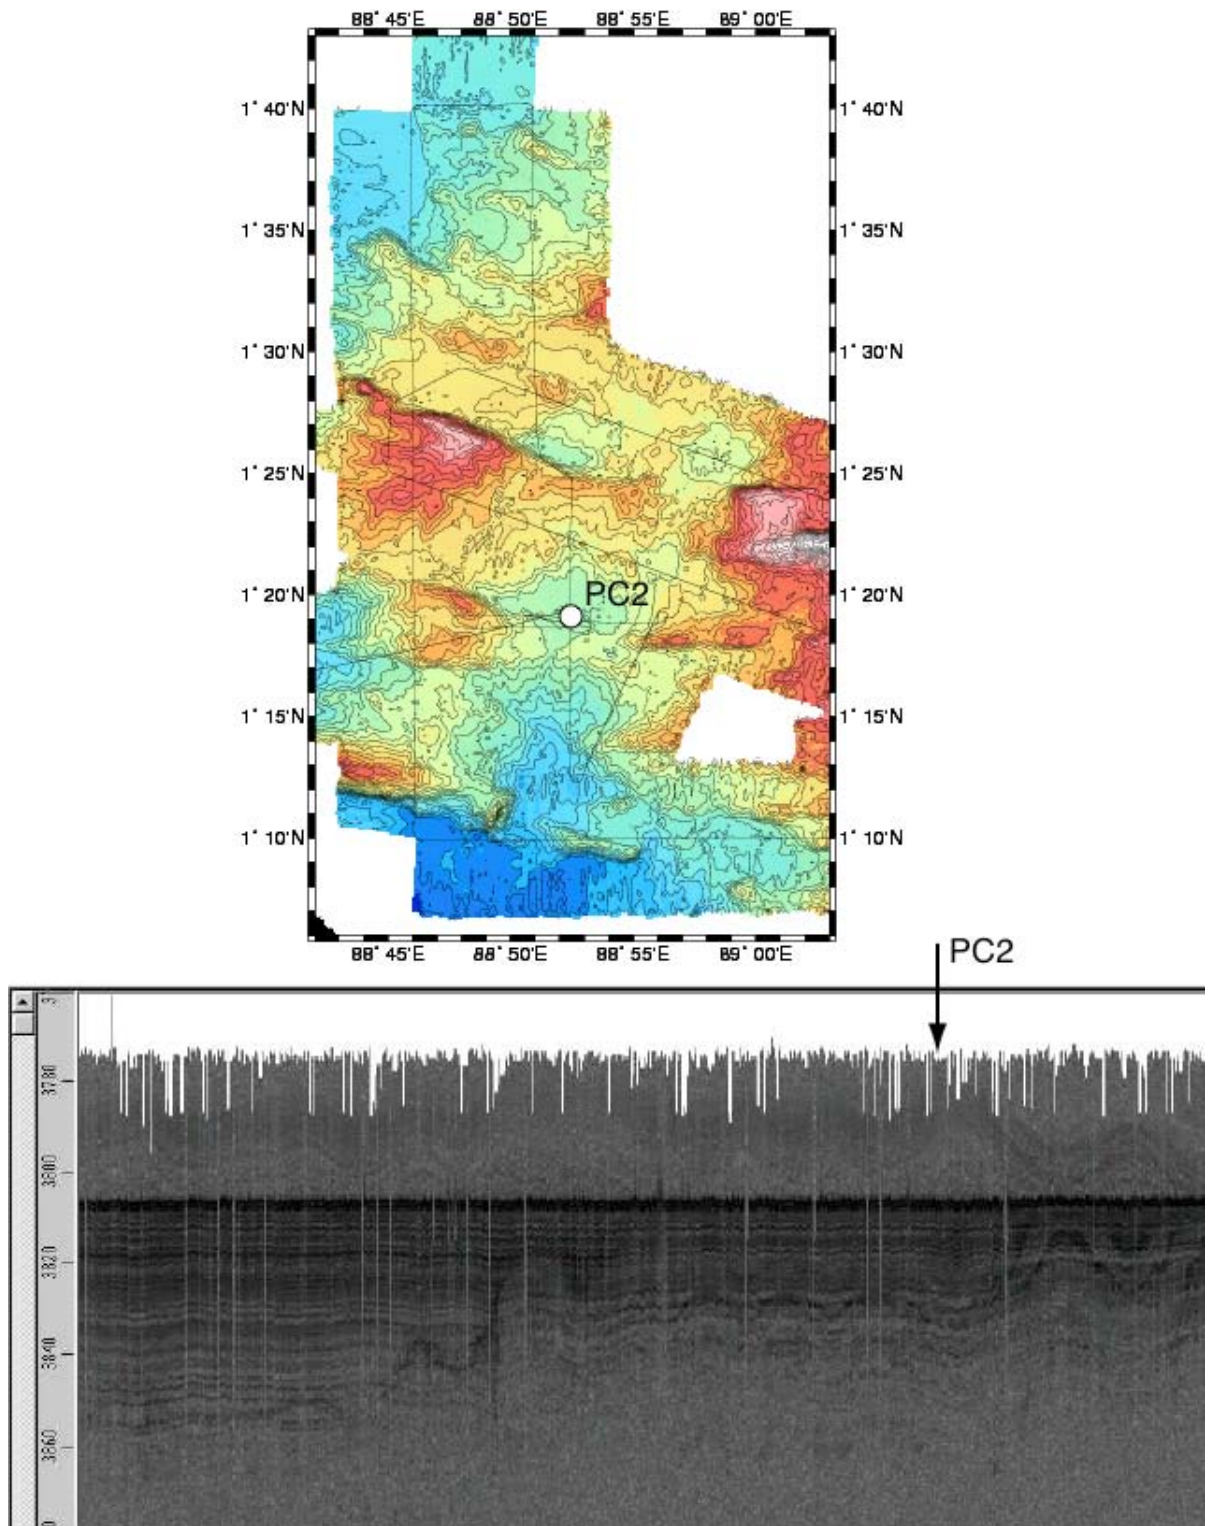 88° 45'E 88° 50'E 88° 55'E 89° 00'E
1° 40'N 1° 40'N
1° 35'N 1° 35'N
1° 30'N 1° 30'N
1° 25'N 1° 25'N
1° 20'N PC2 1° 20'N
1° 15'N 1° 15'N
1° 10'N 1° 10'N
88° 45'E 88° 50'E 88° 55'E 89° 00'E
PC2
3780
3800
3820
3840
3860